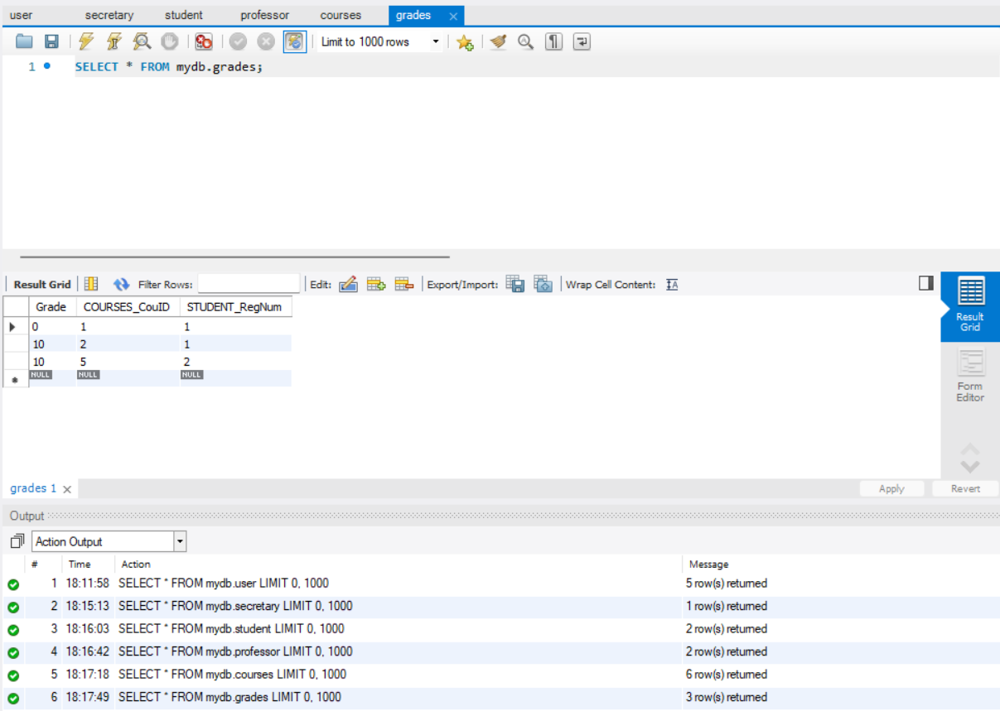 user secretary student professor courses grades
Limit to 1000 rows
1 SELECT * FROM mydb.grades;
Result Grid Filter Rows: Edit: Export/Import: Wrap Cell Content:
Result
Grid
Form
Editor
Grade COURSES_CouID STUDENT_RegNum
0 1 1
10 2 1
10 5 2
NULL NULL NULL
grades 1 Apply Revert
Output
Action Output
# Time Action Message
1 18:11:58 SELECT * FROM mydb.user LIMIT 0, 1000 5 row(s) returned
2 18:15:13 SELECT * FROM mydb.secretary LIMIT 0, 1000 1 row(s) returned
3 18:16:03 SELECT * FROM mydb.student LIMIT 0, 1000 2 row(s) returned
4 18:16:42 SELECT * FROM mydb.professor LIMIT 0, 1000 2 row(s) returned
5 18:17:18 SELECT * FROM mydb.courses LIMIT 0, 1000 6 row(s) returned
6 18:17:49 SELECT * FROM mydb.grades LIMIT 0, 1000 3 row(s) returned